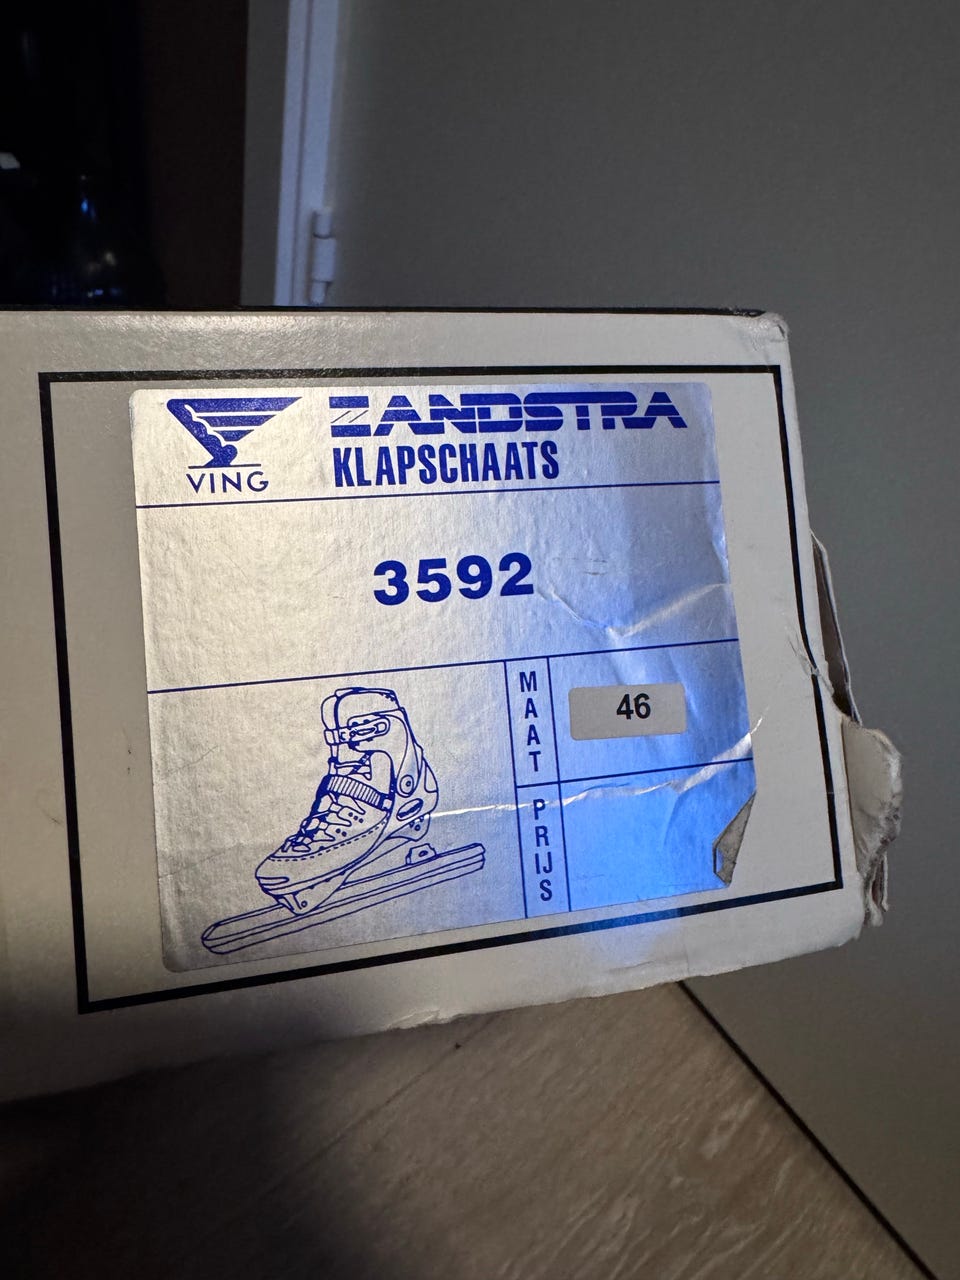 ZANDSTRA
VING
KLAPSCHAATS
3592
MAAT
46
PRIJS